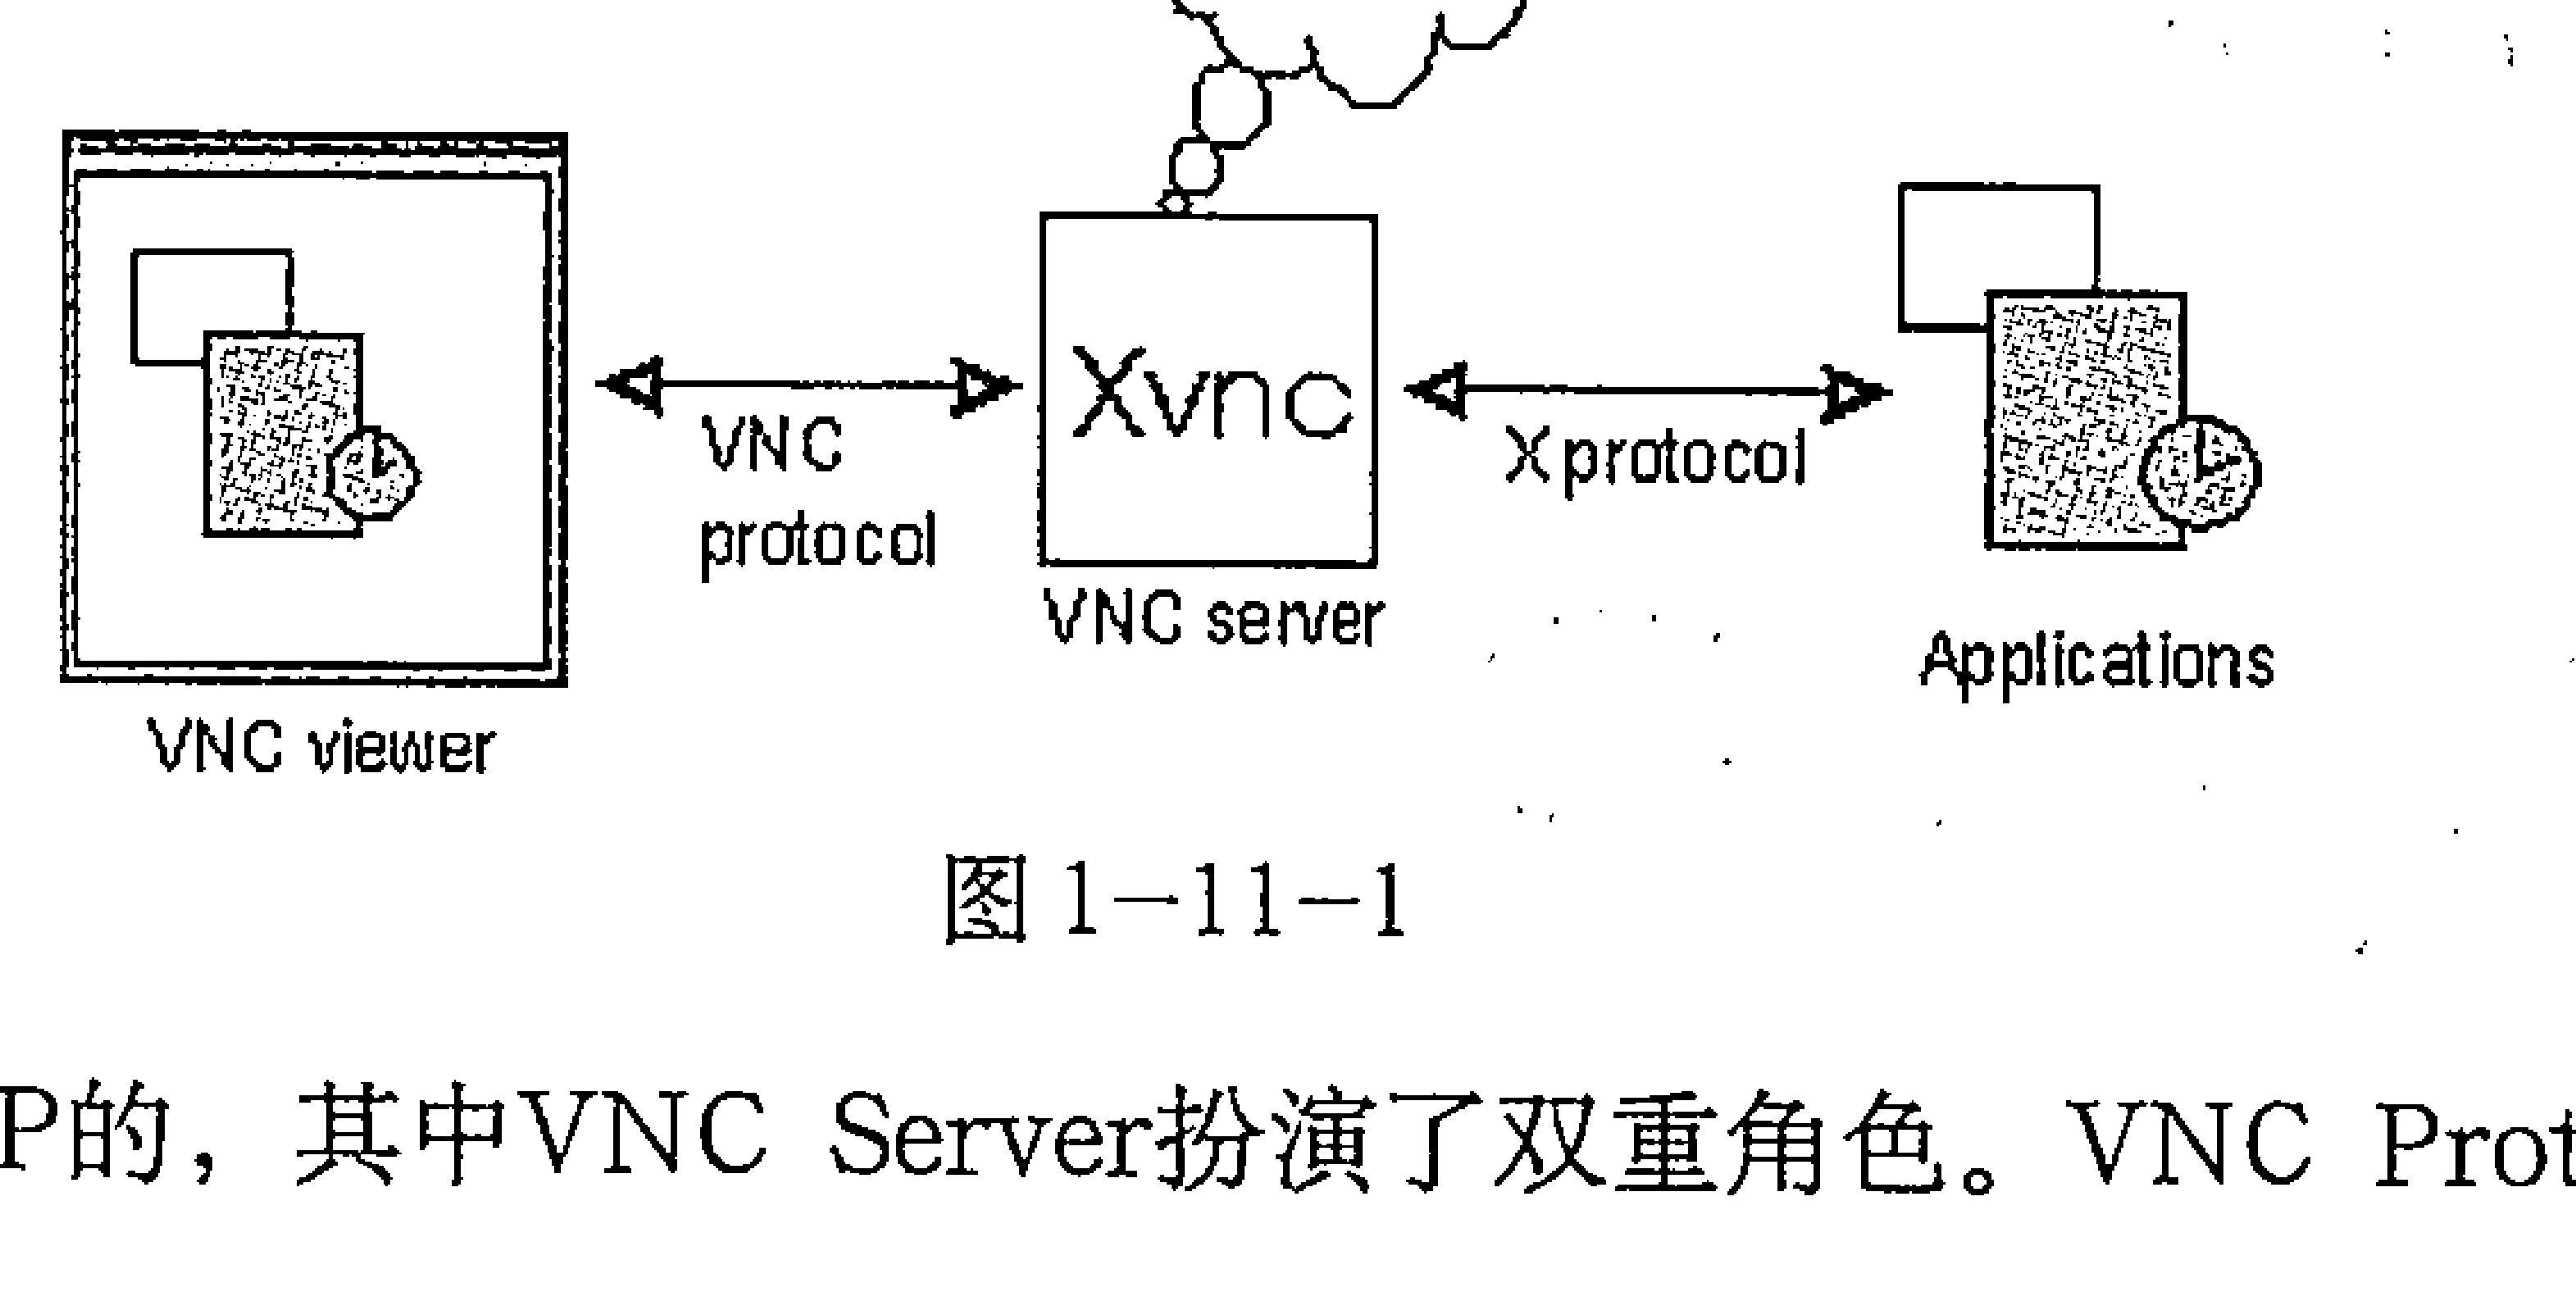 Xvnc
VNC
protocol
X protocol
VNC server
Applications
VNC viewer
图 1-11-1
P的，其中VNC Server扮演了双重角色。VNC Prot